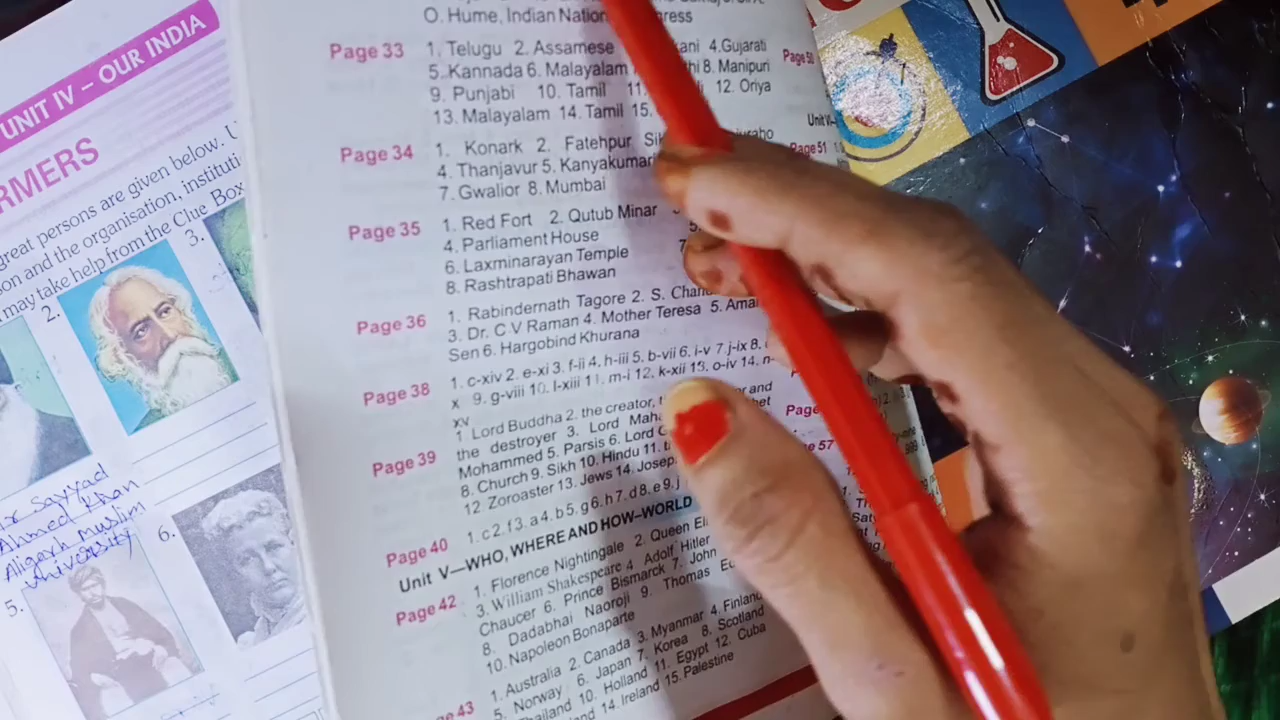 UNIT IV – OUR INDIA
RMERS
great persons are given below.
son and the organisation,
may take help from the Clue Box
2.
3.
Sayyad
Ahmed Khan
Aligarh Muslim
University
5.
6.
O. Hume, Indian
Page 33 1. Telugu 2. Assamese 4.Gujarati
5. Kannada 6. Malayalam 8. Manipuri
9. Punjabi 10. Tamil 12. Oriya
13. Malayalam 14. Tamil 15.
Page 34 1. Konark 2. Fatehpur
4. Thanjavur 5. Kanyakumar
7. Gwalior 8. Mumbai
Page 35 1. Red Fort 2. Qutub Minar
4. Parliament House
6. Laxminarayan Temple
8. Rashtrapati Bhawan
Page 36 1. Rabindernath Tagore 2. S.
3. Dr. C.V Raman 4. Mother Teresa 5.
Sen 6. Hargobind Khurana
Page 38 1. c-xiv 2. e-xi 3. f-ii 4. h-iii 5. b-vii 6. i-v 7. j-ix 8.
x 9. g-viii 10. l-xiii 11. m-i 12. k-xii 13. o-iv 14. n-
xv
Page 39 1 Lord Buddha 2. the creator, and
the destroyer 3. Lord
Mohammed 5. Parsis 6. Lord
8. Church 9. Sikh 10. Hindu 11.
12 Zoroaster 13. Jews 14.
Page 40 1. c 2. f 3. a 4. b 5. g 6. h 7. d 8. e 9. j
Unit V—WHO, WHERE AND HOW–WORLD
Page 42 1. Florence Nightingale 2. Queen
3. William Shakespeare 4 Adolf Hitler
Chaucer 6. Prince Bismarck 7. John
8. Dadabhai Naoroji 9. Thomas
10. Napoleon Bonaparte
43 1. Australia 2. Canada 3. Myanmar 4. Finland
5. Norway 6. Japan 7. Korea 8. Scotland
10. Holland 11. Egypt 12. Cuba
14. Ireland 15. Palestine
Page 50
Page 51
Page 57